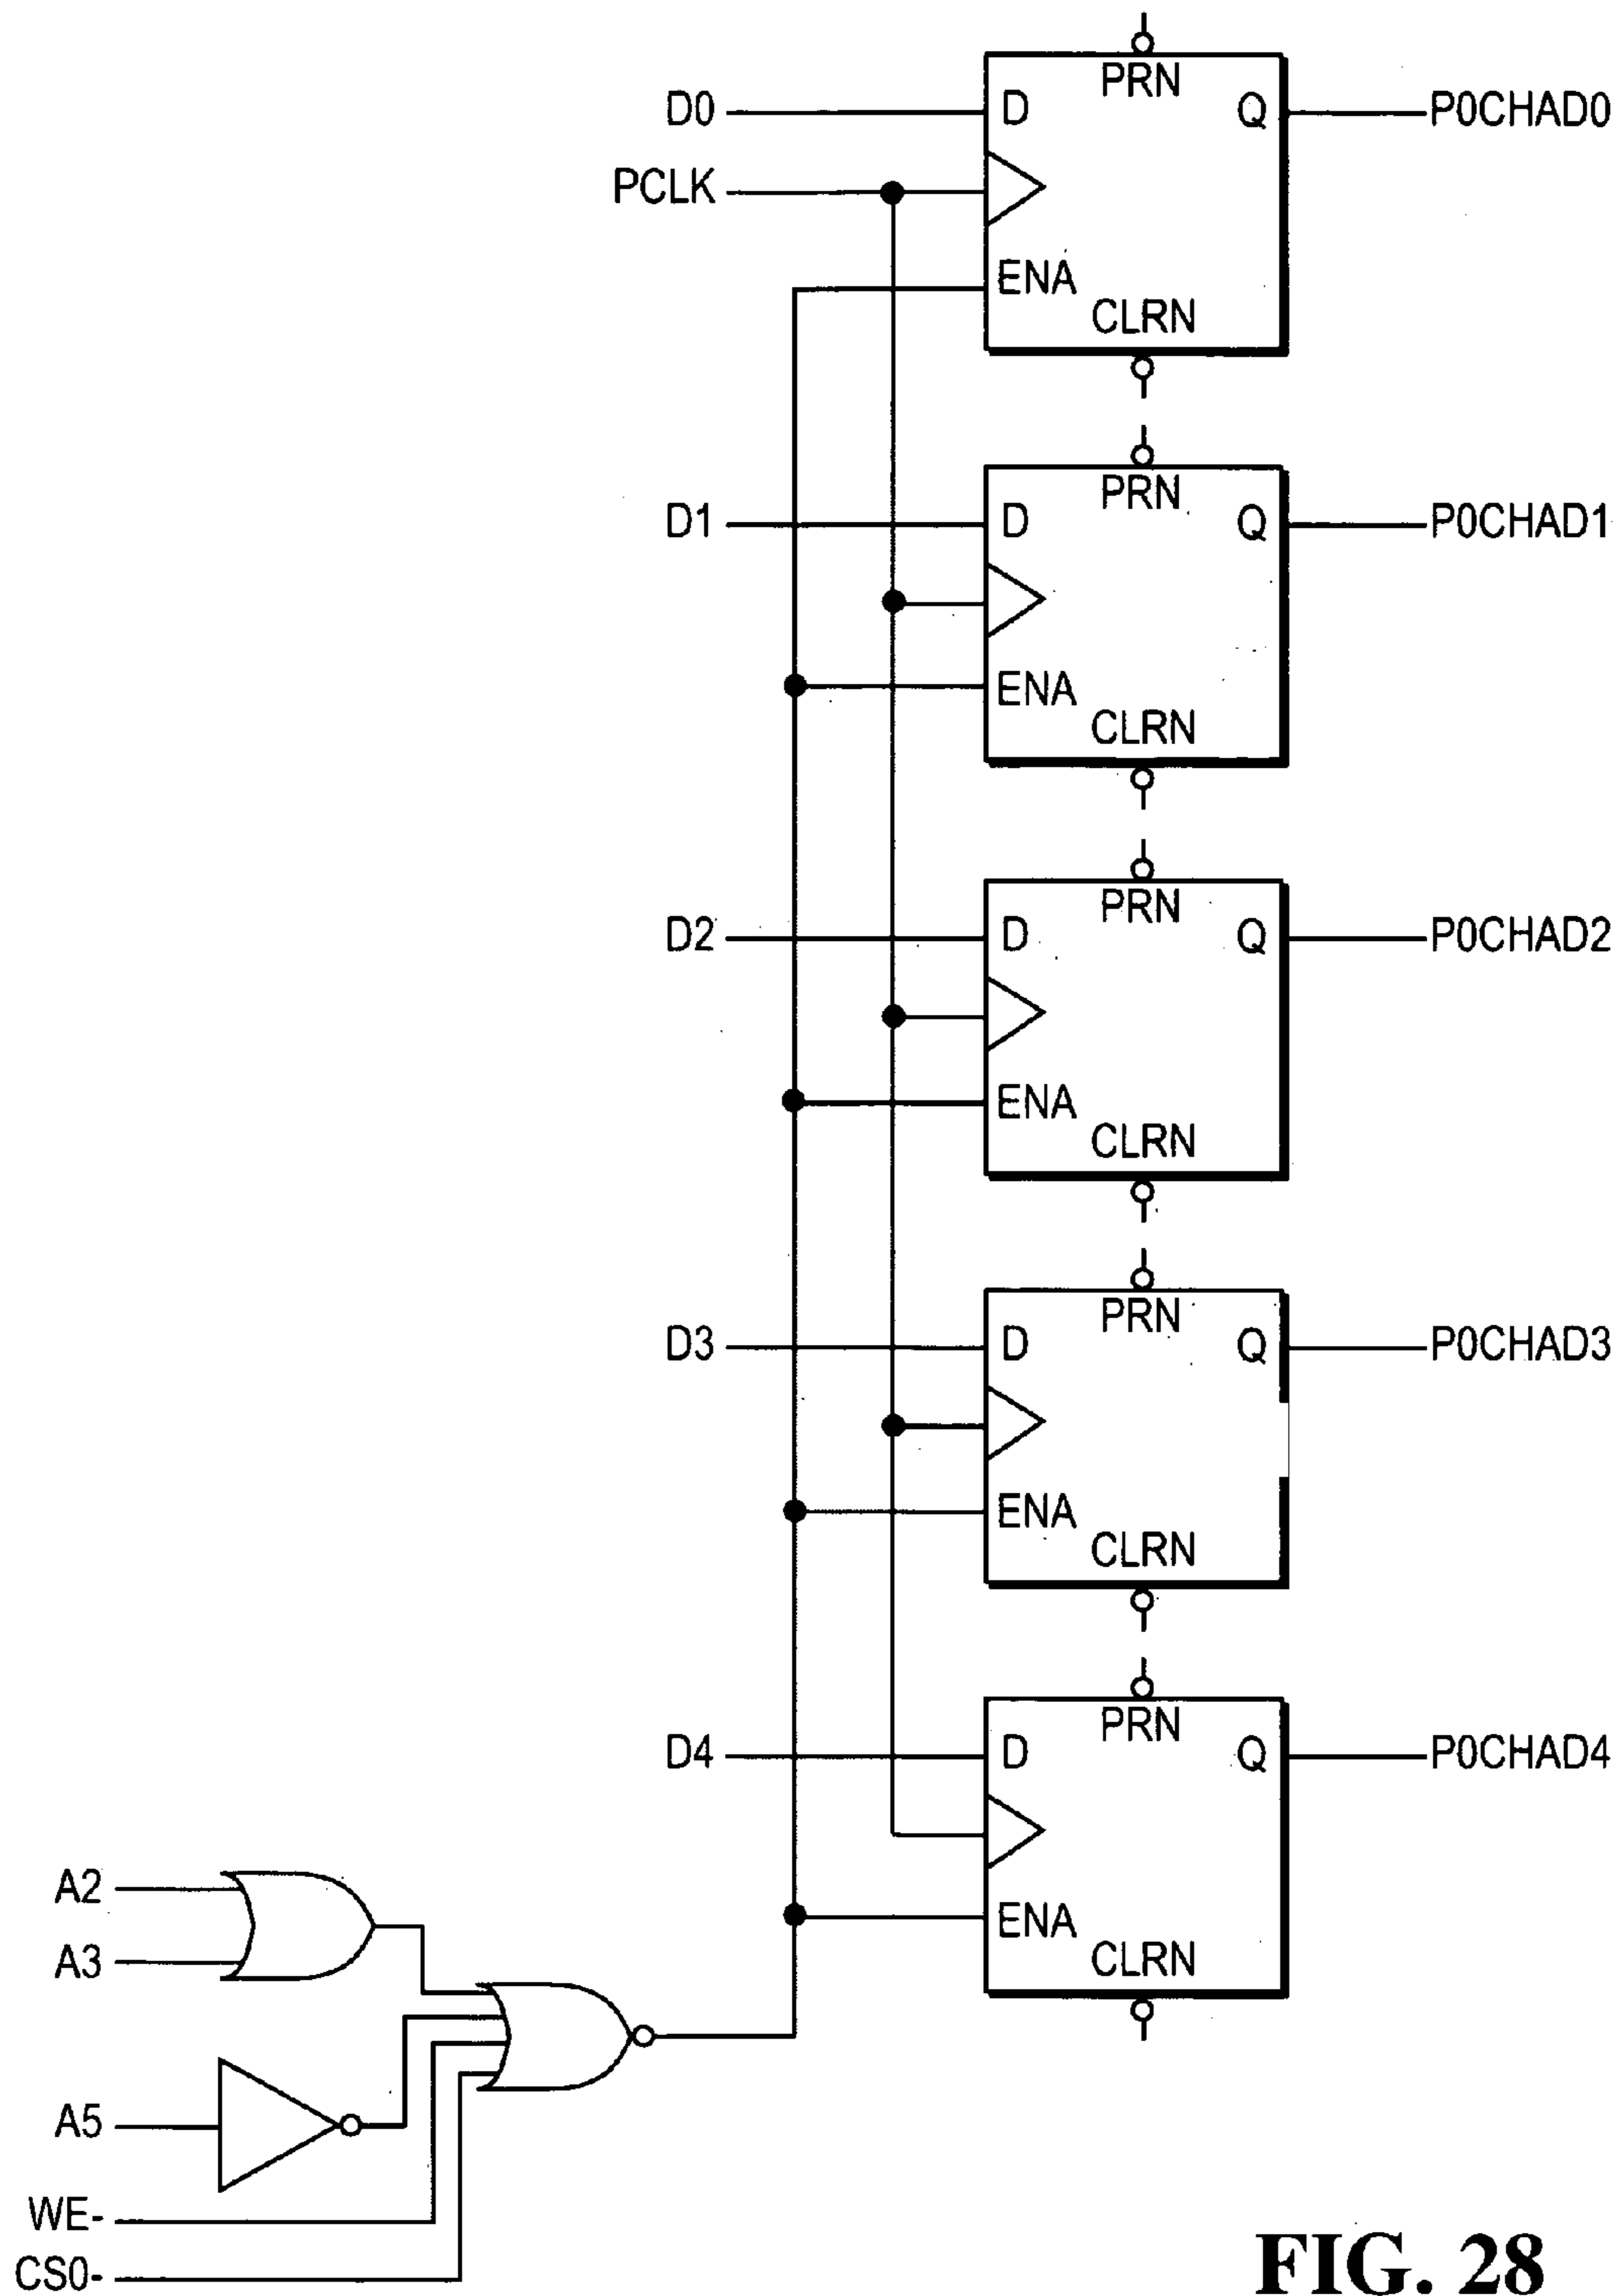 PRN
D0 D Q P0CHAD0
PCLK
ENA
CLRN
PRN
D1 D Q P0CHAD1
ENA
CLRN
PRN
D2 D Q P0CHAD2
ENA
CLRN
PRN
D3 D Q P0CHAD3
ENA
CLRN
PRN
D4 D Q P0CHAD4
A2
ENA
A3
CLRN
A5
WE-
CS0-
FIG. 28